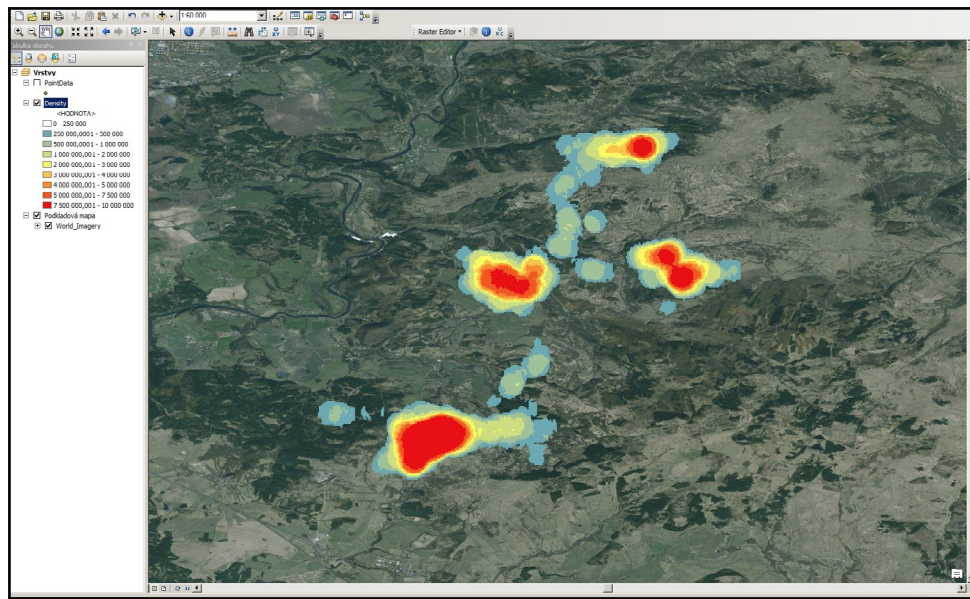 1:60 000
Raster Editor
abulka obsahu
Vrstvy
PointData
Density
<HODNOTA>
0 250 000
250 000,0001 - 500 000
500 000,0001 - 1 000 000
1 000 000,001 - 2 000 000
2 000 000,001 - 3 000 000
3 000 000,001 - 4 000 000
4 000 000,001 - 5 000 000
5 000 000,001 - 7 500 000
7 500 000,001 - 10 000 000
Podkladová mapa
World_Imagery